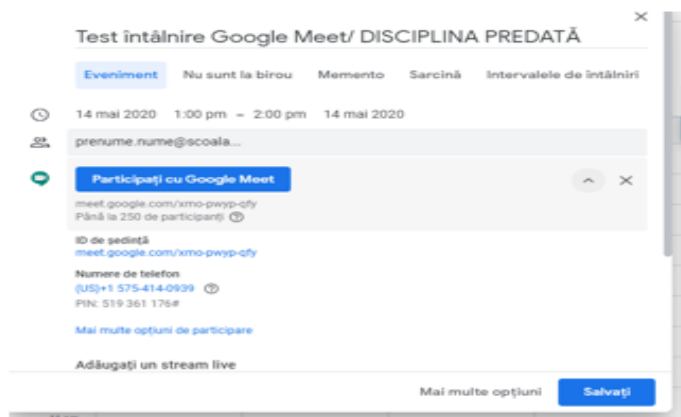 Test întâlnire Google Meet/ DISCIPLINA PREDATĂ
Eveniment Nu sunt la birou Memento Sarcină Intervalele de întâlniri
14 mai 2020 1:00 pm – 2:00 pm 14 mai 2020
prenume.nume@scoala...
Participați cu Google Meet
meet.google.com/xmo-pwyp-qfy
Până la 250 de participanți
ID de ședință
meet.google.com/xmo-pwyp-qfy
Numere de telefon
(US)+1 575-414-0939
PIN: 519 361 176#
Mai multe opțiuni de participare
Adăugați un stream live
Mai multe opțiuni Salvați